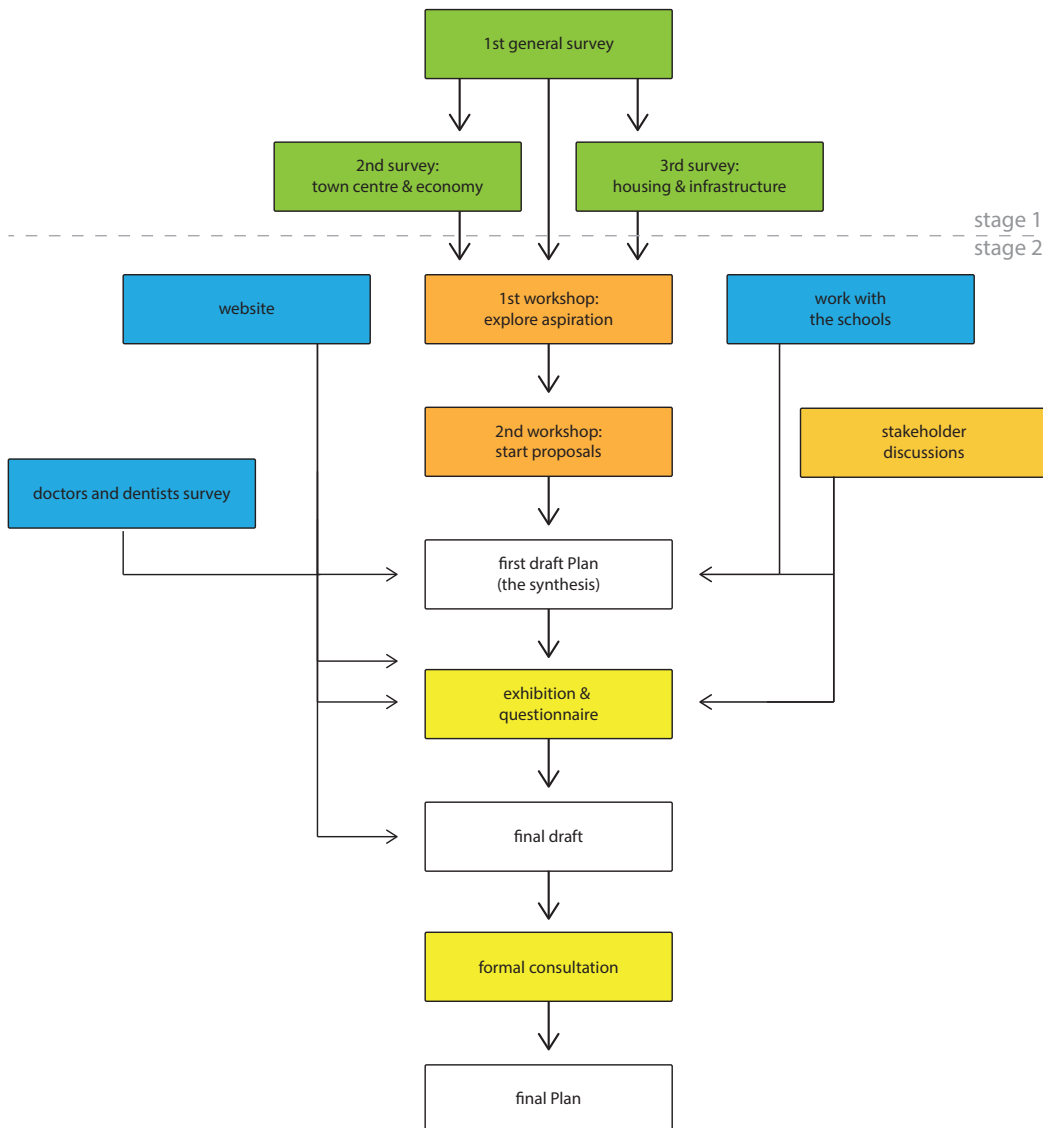 1st general survey
2nd survey:
town centre & economy
3rd survey:
housing & infrastructure
stage 1
stage 2
website
1st workshop:
explore aspiration
work with
the schools
2nd workshop:
start proposals
stakeholder
discussions
doctors and dentists survey
first draft Plan
(the synthesis)
exhibition &
questionnaire
final draft
formal consultation
final Plan